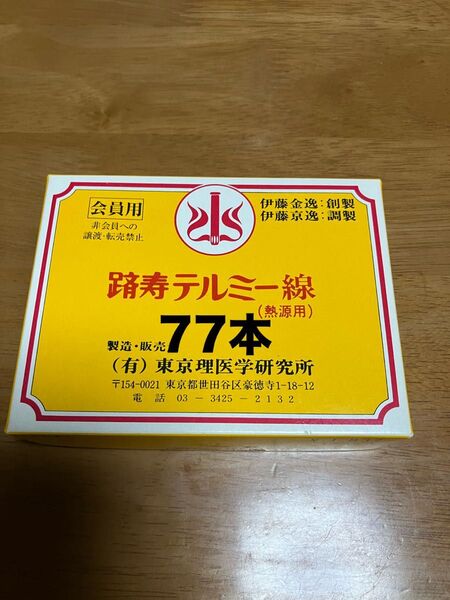 会員用
非会員への
譲渡・転売禁止
伊藤金逸:創製
伊藤京逸:調製
躋寿テルミー線
(熱源用)
製造・販売 77本
(有)東京理医学研究所
〒154-0021 東京都世田谷区豪徳寺1-18-12
電話 03-3425-2132